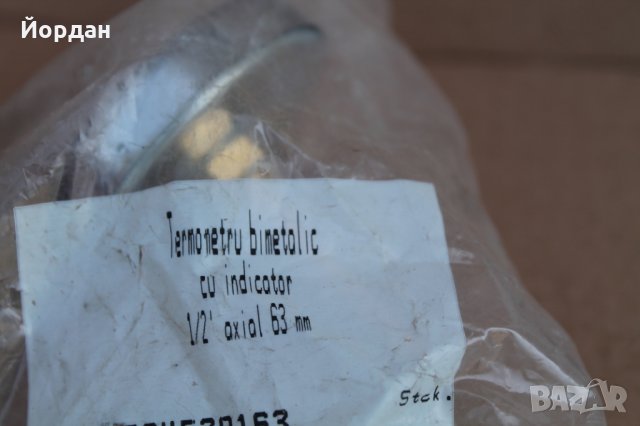 Йордан
Termometru bimetalic
cu indicator
1/2' axial 63 mm
Stck.
BAZAR